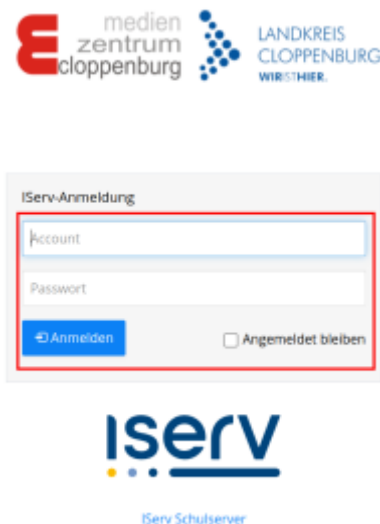 medien
zentrum
cloppenburg
LANDKREIS
CLOPPENBURG
WIRISTHIER.
IServ-Anmeldung
Account
Passwort
Anmelden
Angemeldet bleiben
IServ
IServ Schulserver